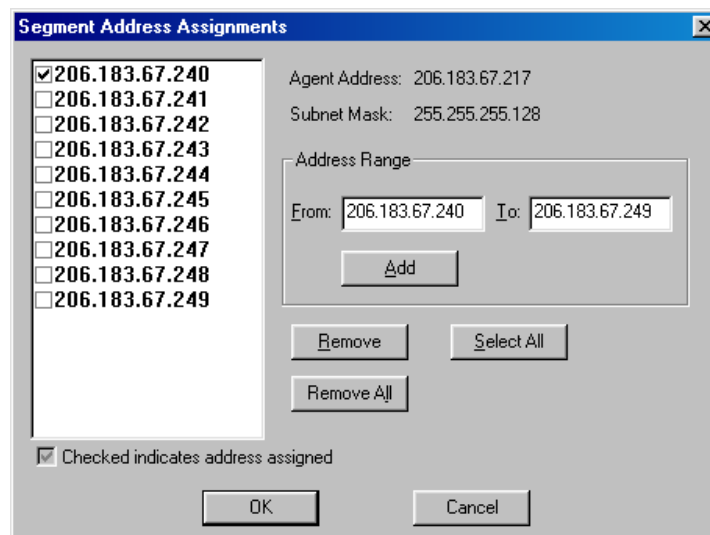 Segment Address Assignments
206.183.67.240
206.183.67.241
206.183.67.242
206.183.67.243
206.183.67.244
206.183.67.245
206.183.67.246
206.183.67.247
206.183.67.248
206.183.67.249
Agent Address: 206.183.67.217
Subnet Mask: 255.255.255.128
Address Range
From: 206.183.67.240 To: 206.183.67.249
Add
Remove Select All
Remove All
Checked indicates address assigned
OK Cancel